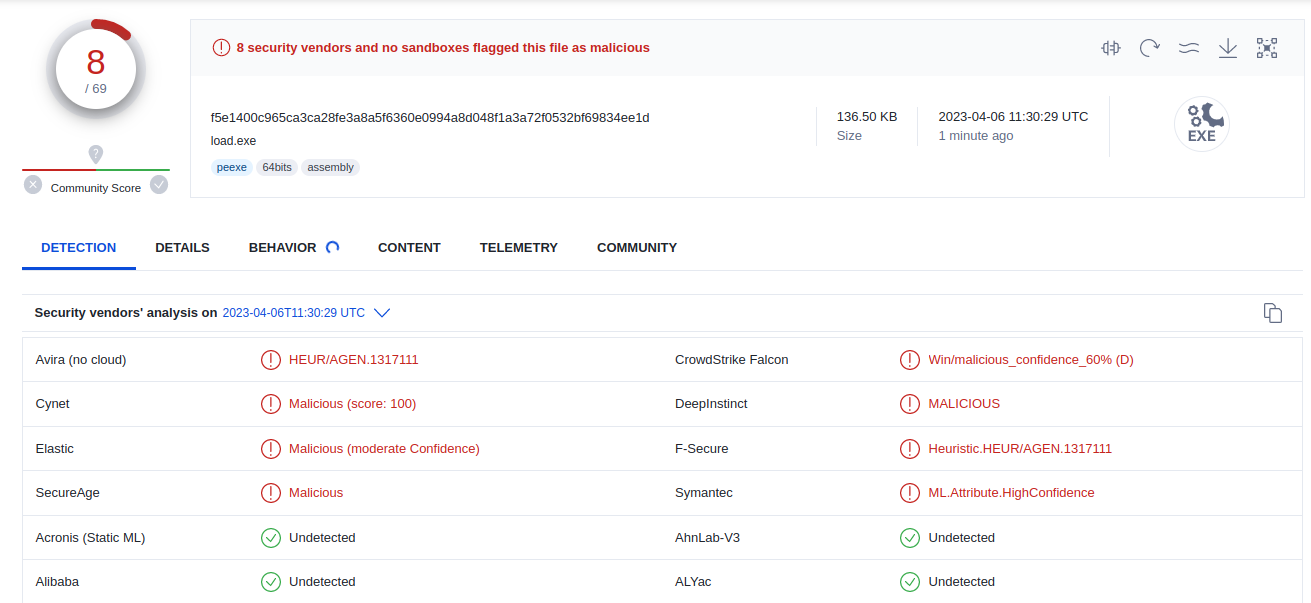 8
/ 69
Community Score
8 security vendors and no sandboxes flagged this file as malicious
f5e1400c965ca3ca28fe3a8a5f6360e0994a8d048f1a3a72f0532bf69834ee1d
load.exe
peexe 64bits assembly
136.50 KB
Size
2023-04-06 11:30:29 UTC
1 minute ago
EXE
DETECTION DETAILS BEHAVIOR CONTENT TELEMETRY COMMUNITY
Security vendors' analysis on 2023-04-06T11:30:29 UTC
Avira (no cloud) HEUR/AGEN.1317111 CrowdStrike Falcon Win/malicious_confidence_60% (D)
Cynet Malicious (score: 100) DeepInstinct MALICIOUS
Elastic Malicious (moderate Confidence) F-Secure Heuristic.HEUR/AGEN.1317111
SecureAge Malicious Symantec ML.Attribute.HighConfidence
Acronis (Static ML) Undetected AhnLab-V3 Undetected
Alibaba Undetected ALYac Undetected